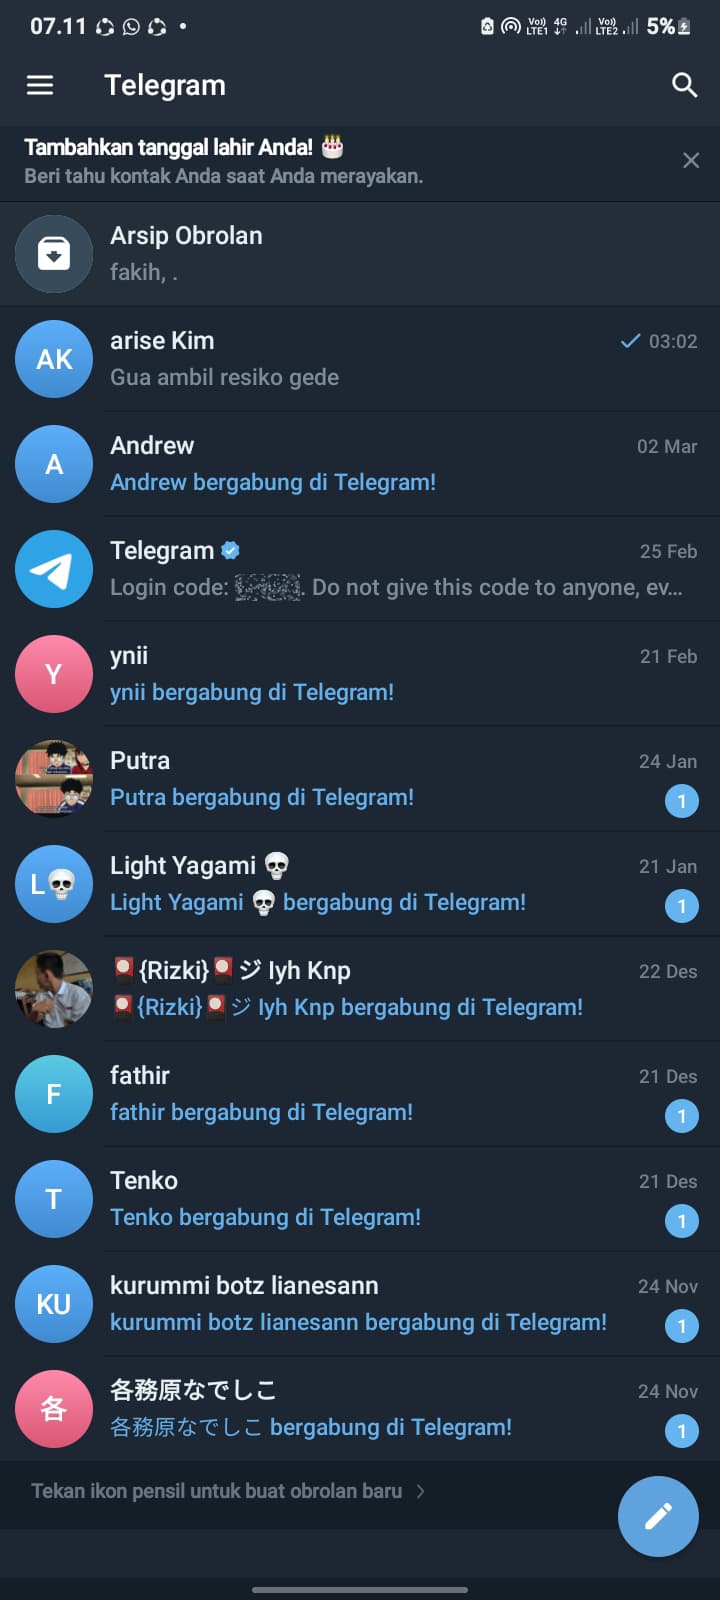 07.11 Vo)) LTE1 4G Vo)) LTE2 5%
Telegram
Tambahkan tanggal lahir Anda! 🎂
Beri tahu kontak Anda saat Anda merayakan.
Arsip Obrolan
fakih, .
AK arise Kim 03:02
Gua ambil resiko gede
A Andrew 02 Mar
Andrew bergabung di Telegram!
Telegram 25 Feb
Login code: . Do not give this code to anyone, ev...
Y ynii 21 Feb
ynii bergabung di Telegram!
Putra 24 Jan
Putra bergabung di Telegram! 1
L💀 Light Yagami 💀 21 Jan
Light Yagami 💀 bergabung di Telegram! 1
🎴{Rizki}🎴ジ Iyh Knp 22 Des
🎴{Rizki}🎴ジ Iyh Knp bergabung di Telegram!
F fathir 21 Des
fathir bergabung di Telegram! 1
T Tenko 21 Des
Tenko bergabung di Telegram! 1
KU kurummi botz lianesann 24 Nov
kurummi botz lianesann bergabung di Telegram! 1
各 各務原なでしこ 24 Nov
各務原なでしこ bergabung di Telegram! 1
Tekan ikon pensil untuk buat obrolan baru >